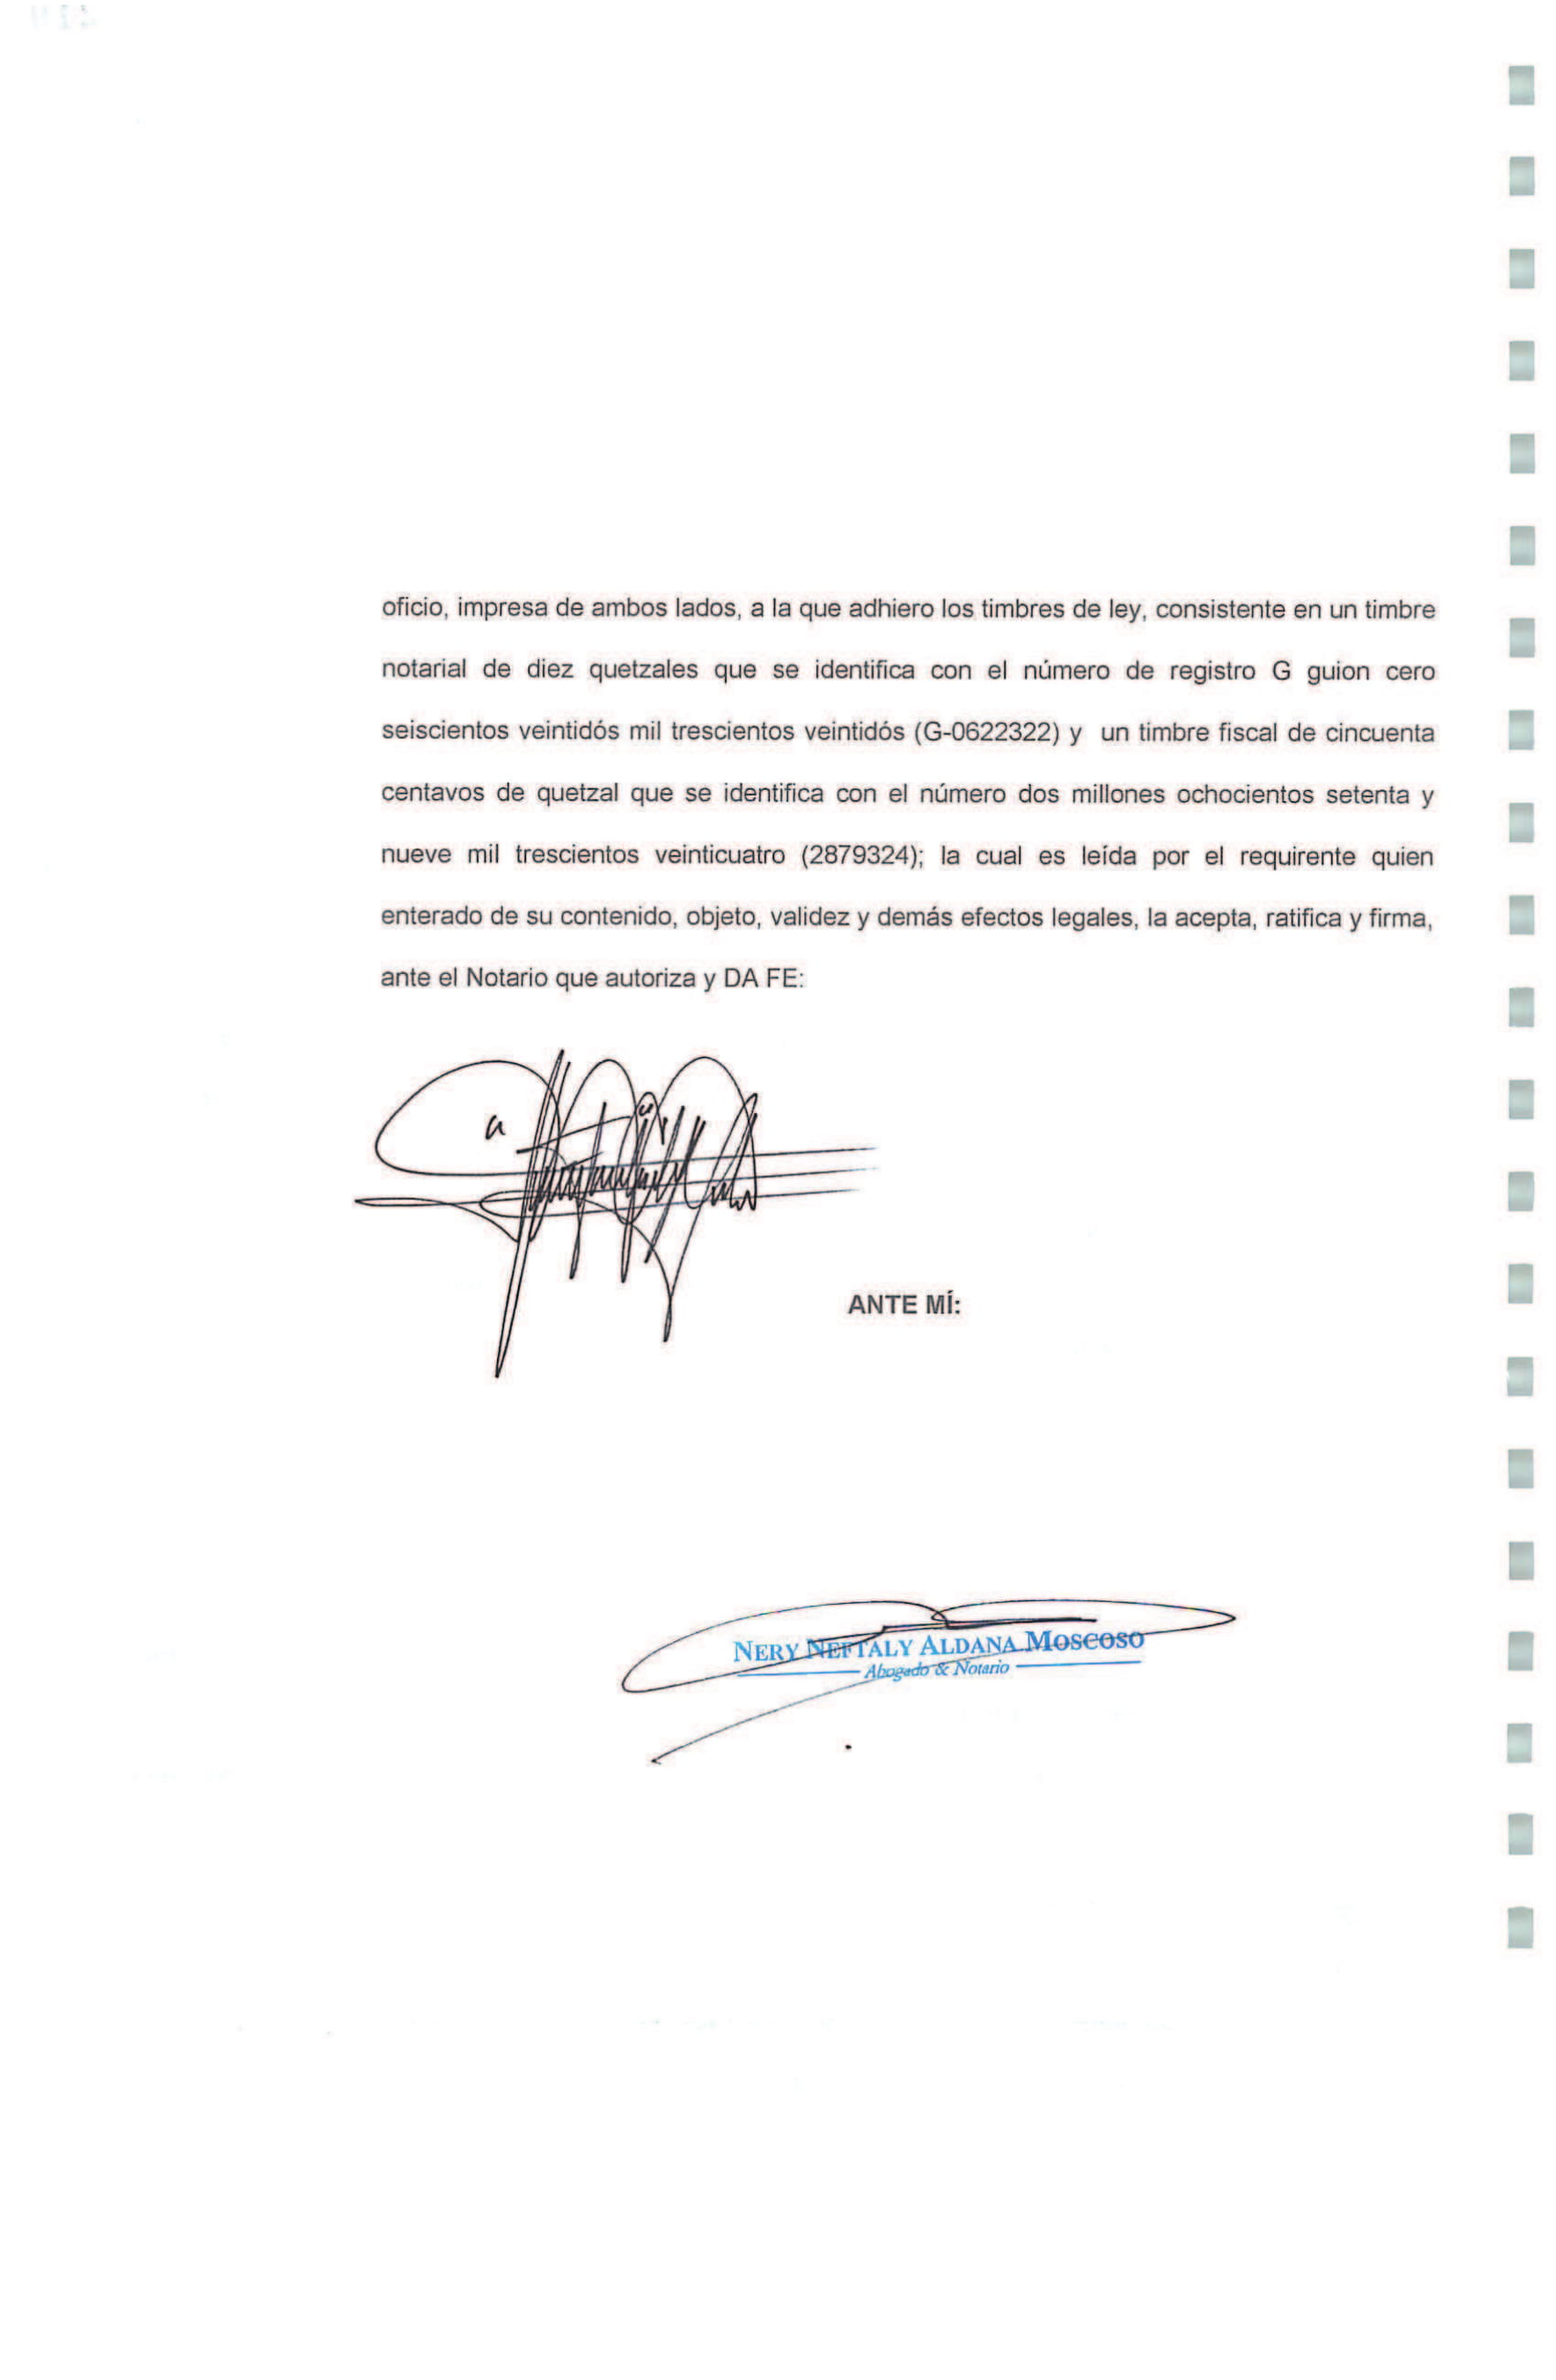 oficio, impresa de ambos lados, a la que adhiero los timbres de ley, consistente en un timbre
notarial de diez quetzales que se identifica con el número de registro G guion cero
seiscientos veintidós mil trescientos veintidós (G-0622322) y un timbre fiscal de cincuenta
centavos de quetzal que se identifica con el número dos millones ochocientos setenta y
nueve mil trescientos veinticuatro (2879324); la cual es leída por el requirente quien
enterado de su contenido, objeto, validez y demás efectos legales, la acepta, ratifica y firma,
ante el Notario que autoriza y DA FE:
ANTE MÍ:
NERY NEFTALY ALDANA MOSCOSO
Abogado & Notario